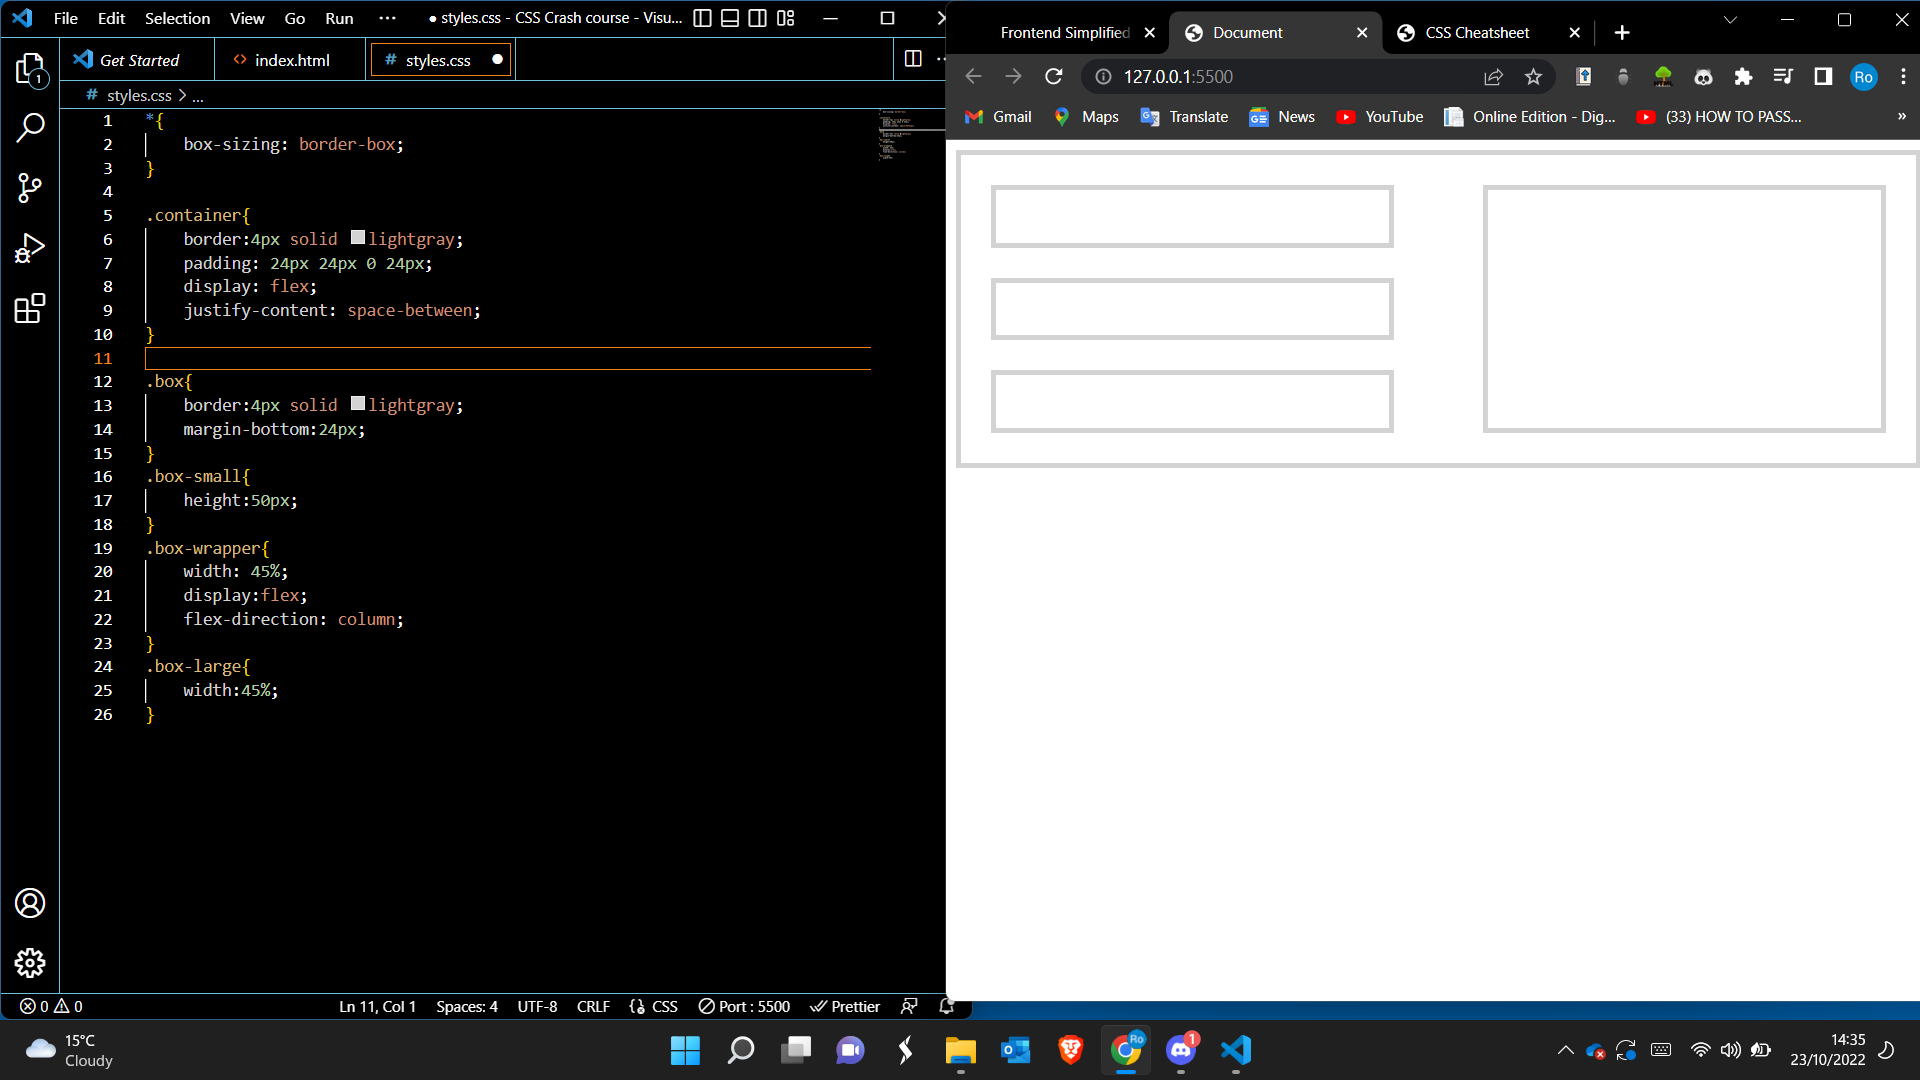 File Edit Selection View Go Run ··· ● styles.css - CSS Crash course - Visu...
Get Started
<> index.html
# styles.css ●
# styles.css > ...
1 *{
2 box-sizing: border-box;
3 }
4
5 .container{
6 border:4px solid lightgray;
7 padding: 24px 24px 0 24px;
8 display: flex;
9 justify-content: space-between;
10 }
11
12 .box{
13 border:4px solid lightgray;
14 margin-bottom:24px;
15 }
16 .box-small{
17 height:50px;
18 }
19 .box-wrapper{
20 width: 45%;
21 display:flex;
22 flex-direction: column;
23 }
24 .box-large{
25 width:45%;
26 }
1
0 0
Ln 11, Col 1 Spaces: 4 UTF-8 CRLF {} CSS Port : 5500 Prettier
Frontend Simplified
Document
CSS Cheatsheet
127.0.0.1:5500
Ro
Gmail Maps Translate News YouTube Online Edition - Dig... (33) HOW TO PASS... »
15°C
Cloudy
Ro
1
14:35
23/10/2022